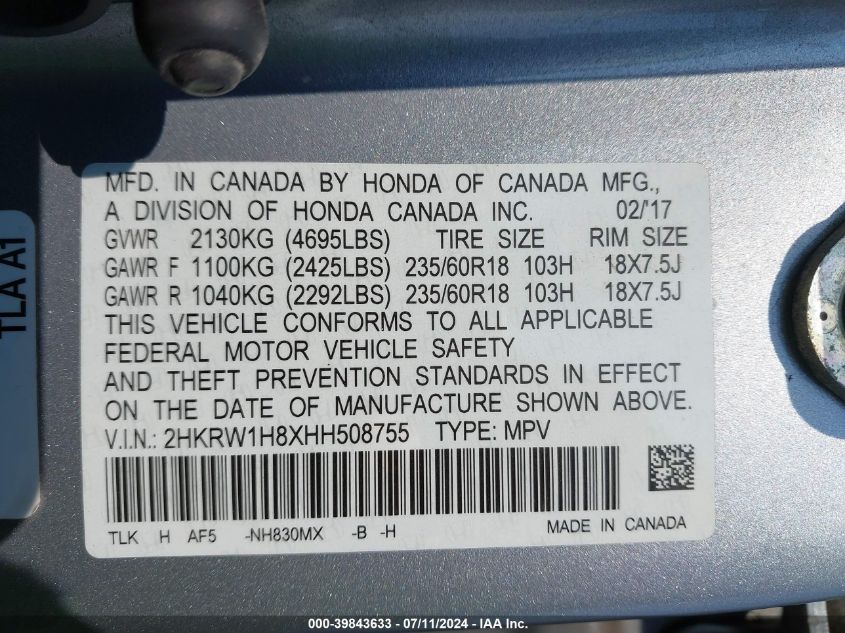 MFD. IN CANADA BY HONDA OF CANADA MFG.,
A DIVISION OF HONDA CANADA INC. 02/'17
GVWR 2130KG (4695LBS) TIRE SIZE RIM SIZE
GAWR F 1100KG (2425LBS) 235/60R18 103H 18X7.5J
GAWR R 1040KG (2292LBS) 235/60R18 103H 18X7.5J
THIS VEHICLE CONFORMS TO ALL APPLICABLE
FEDERAL MOTOR VEHICLE SAFETY
AND THEFT PREVENTION STANDARDS IN EFFECT
ON THE DATE OF MANUFACTURE SHOWN ABOVE.
V.I.N.: 2HKRW1H8XHH508755 TYPE: MPV
TLK H AF5 -NH830MX -B -H MADE IN CANADA
TLA A1
000-39843633 / 07/11/2024 - IAA Inc.